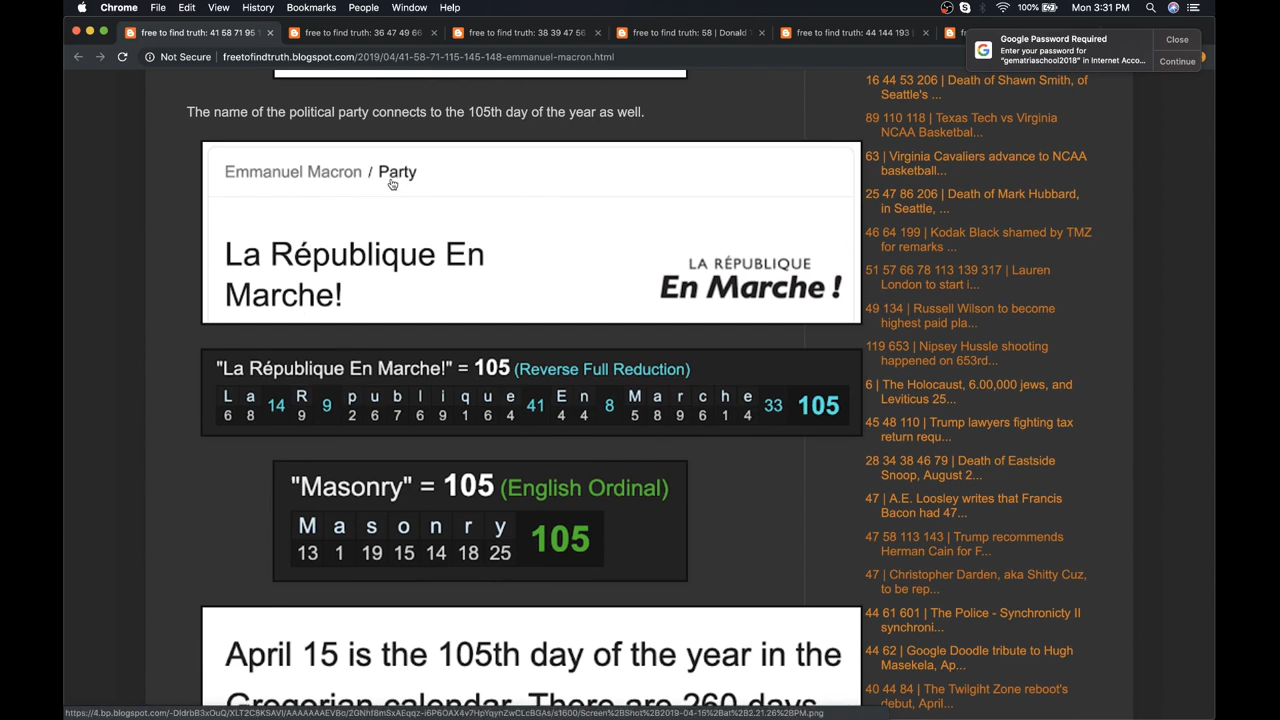 Chrome File Edit View History Bookmarks People Window Help 100% Mon 3:31 PM
free to find truth: 41 58 71 95 free to find truth: 36 47 49 66 free to find truth: 38 39 47 56 free to find truth: 58 | Donald T free to find truth: 44 144 193 free
Google Password Required
Enter your password for
"gematriaschool2018" in Internet Acco...
Close
Continue
Not Secure | freetofindtruth.blogspot.com/2019/04/41-58-71-115-145-148-emmanuel-macron.html
The name of the political party connects to the 105th day of the year as well.
Emmanuel Macron / Party
La République En
Marche!
LA RÉPUBLIQUE
En Marche !
"La République En Marche!" = 105 (Reverse Full Reduction)
L a 14 R 9 p u b l i q u e 41 E n 8 M a r c h e 33 105
6 8 9 2 6 7 6 9 1 6 4 4 4 5 8 9 6 1 4
"Masonry" = 105 (English Ordinal)
M a s o n r y 105
13 1 19 15 14 18 25
April 15 is the 105th day of the year in the
Gregorian calendar. There are 260 days
16 44 53 206 | Death of Shawn Smith, of
Seattle's ...
89 110 118 | Texas Tech vs Virginia
NCAA Basketbal...
63 | Virginia Cavaliers advance to NCAA
basketball...
25 47 86 206 | Death of Mark Hubbard,
in Seattle, ...
46 64 199 | Kodak Black shamed by TMZ
for remarks ...
51 57 66 78 113 139 317 | Lauren
London to start i...
49 134 | Russell Wilson to become
highest paid pla...
119 653 | Nipsey Hussle shooting
happened on 653rd...
6 | The Holocaust, 6.00,000 jews, and
Leviticus 25...
45 48 110 | Trump lawyers fighting tax
return requ...
28 34 38 46 79 | Death of Eastside
Snoop, August 2...
47 | A.E. Loosley writes that Francis
Bacon had 47...
47 58 113 143 | Trump recommends
Herman Cain for F...
47 | Christopher Darden, aka Shitty Cuz,
to be rep...
44 61 601 | The Police - Synchronicty II
synchroni...
44 62 | Google Doodle tribute to Hugh
Masekela, Ap...
40 44 84 | The Twilgiht Zone reboot's
debut, April...